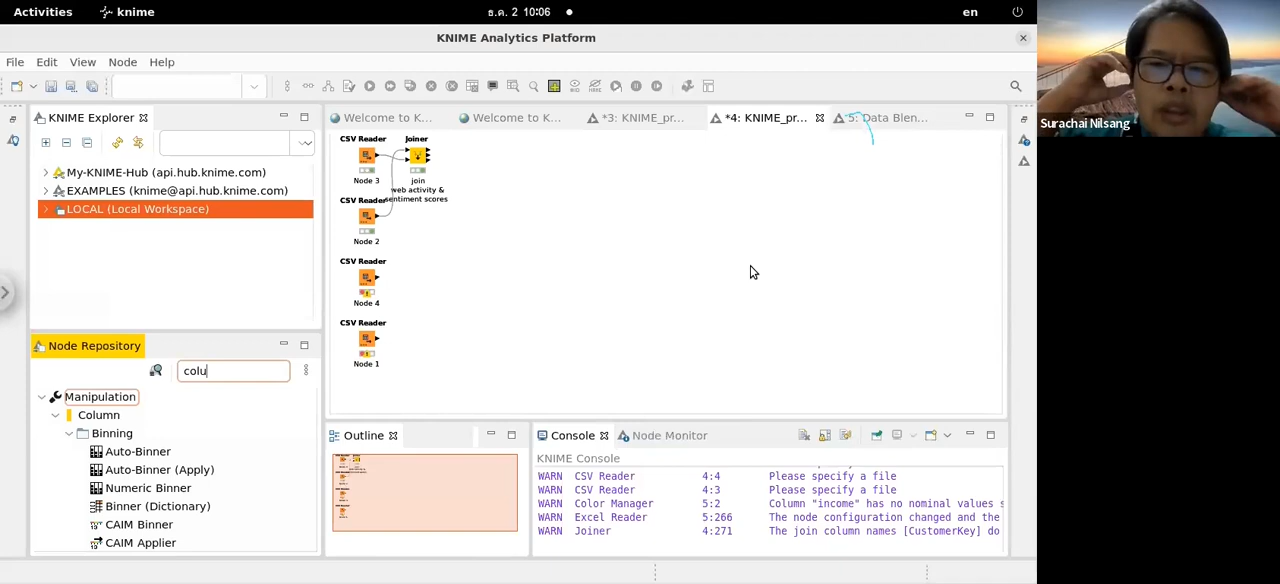 Activities
knime
ธ.ค. 2 10:06
en
KNIME Analytics Platform
File Edit View Node Help
KNIME Explorer
My-KNIME-Hub (api.hub.knime.com)
EXAMPLES (knime@api.hub.knime.com)
LOCAL (Local Workspace)
Node Repository
colu
Manipulation
Column
Binning
Auto-Binner
Auto-Binner (Apply)
Numeric Binner
Binner (Dictionary)
CAIM Binner
CAIM Applier
Welcome to K...
Welcome to K...
*3: KNIME_pr...
*4: KNIME_pr...
5: Data Blen...
CSV Reader
Node 3
Joiner
join
web activity &
sentiment scores
CSV Reader
Node 2
CSV Reader
Node 4
CSV Reader
Node 1
Outline
Console
Node Monitor
KNIME Console
WARN CSV Reader 4:4 Please specify a file
WARN CSV Reader 4:3 Please specify a file
WARN Color Manager 5:2 Column "income" has no nominal values s
WARN Excel Reader 5:266 The node configuration changed and the
WARN Joiner 4:271 The join column names [CustomerKey] do
Surachai Nilsang